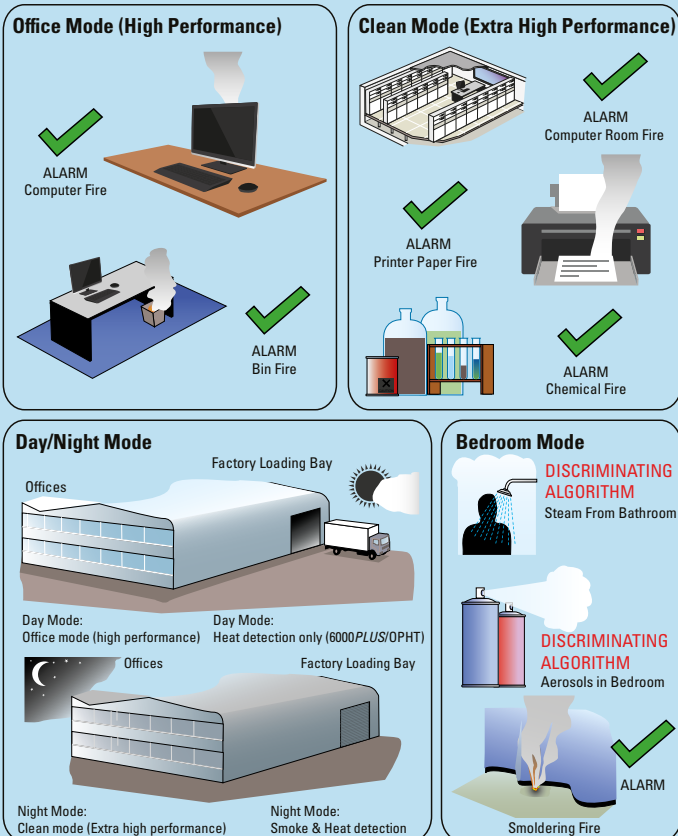 Office Mode (High Performance)
ALARM
Computer Fire
ALARM
Bin Fire
Clean Mode (Extra High Performance)
ALARM
Computer Room Fire
ALARM
Printer Paper Fire
ALARM
Chemical Fire
Day/Night Mode
Offices
Factory Loading Bay
Day Mode:
Office mode (high performance)
Day Mode:
Heat detection only (6000PLUS/OPHT)
Offices
Factory Loading Bay
Night Mode:
Clean mode (Extra high performance)
Night Mode:
Smoke & Heat detection
Bedroom Mode
DISCRIMINATING
ALGORITHM
Steam From Bathroom
DISCRIMINATING
ALGORITHM
Aerosols in Bedroom
ALARM
Smoldering Fire